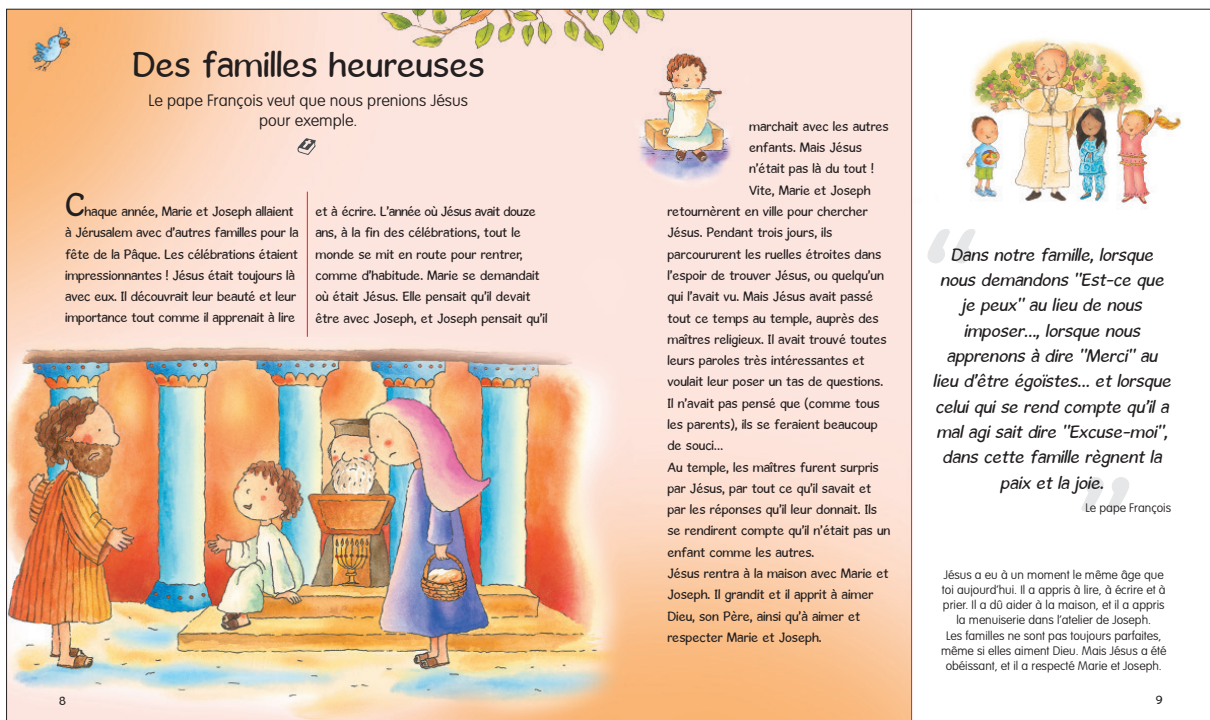 Des familles heureuses
Le pape François veut que nous prenions Jésus
pour exemple.
Chaque année, Marie et Joseph allaient
à Jérusalem avec d'autres familles pour la
fête de la Pâque. Les célébrations étaient
impressionnantes ! Jésus était toujours là
avec eux. Il découvrait leur beauté et leur
importance tout comme il apprenait à lire
et à écrire. L'année où Jésus avait douze
ans, à la fin des célébrations, tout le
monde se mit en route pour rentrer,
comme d'habitude. Marie se demandait
où était Jésus. Elle pensait qu'il devait
être avec Joseph, et Joseph pensait qu'il
marchait avec les autres
enfants. Mais Jésus
n'était pas là du tout !
Vite, Marie et Joseph
retournèrent en ville pour chercher
Jésus. Pendant trois jours, ils
parcoururent les ruelles étroites dans
l'espoir de trouver Jésus, ou quelqu'un
qui l'avait vu. Mais Jésus avait passé
tout ce temps au temple, auprès des
maîtres religieux. Il avait trouvé toutes
leurs paroles très intéressantes et
voulait leur poser un tas de questions.
Il n'avait pas pensé que (comme tous
les parents), ils se feraient beaucoup
de souci...
Au temple, les maîtres furent surpris
par Jésus, par tout ce qu'il savait et
par les réponses qu'il leur donnait. Ils
se rendirent compte qu'il n'était pas un
enfant comme les autres.
Jésus rentra à la maison avec Marie et
Joseph. Il grandit et il apprit à aimer
Dieu, son Père, ainsi qu'à aimer et
respecter Marie et Joseph.
8
“Dans notre famille, lorsque
nous demandons "Est-ce que
je peux" au lieu de nous
imposer..., lorsque nous
apprenons à dire "Merci" au
lieu d'être égoïstes... et lorsque
celui qui se rend compte qu'il a
mal agi sait dire "Excuse-moi",
dans cette famille règnent la
paix et la joie.”
Le pape François
Jésus a eu à un moment le même âge que
toi aujourd'hui. Il a appris à lire, à écrire et à
prier. Il a dû aider à la maison, et il a appris
la menuiserie dans l'atelier de Joseph.
Les familles ne sont pas toujours parfaites,
même si elles aiment Dieu. Mais Jésus a été
obéissant, et il a respecté Marie et Joseph.
9